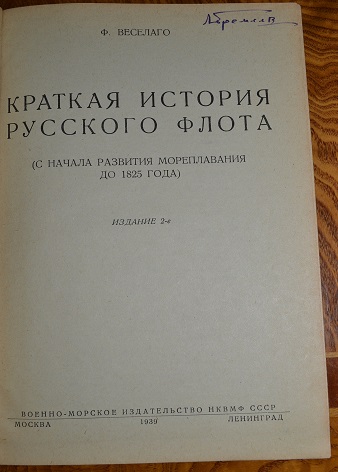 Ф. ВЕСЕЛАГО
КРАТКАЯ ИСТОРИЯ
РУССКОГО ФЛОТА
(С НАЧАЛА РАЗВИТИЯ МОРЕПЛАВАНИЯ
ДО 1825 ГОДА)
ИЗДАНИЕ 2-е
ВОЕННО-МОРСКОЕ ИЗДАТЕЛЬСТВО НКВМФ СССР
МОСКВА 1939 ЛЕНИНГРАД